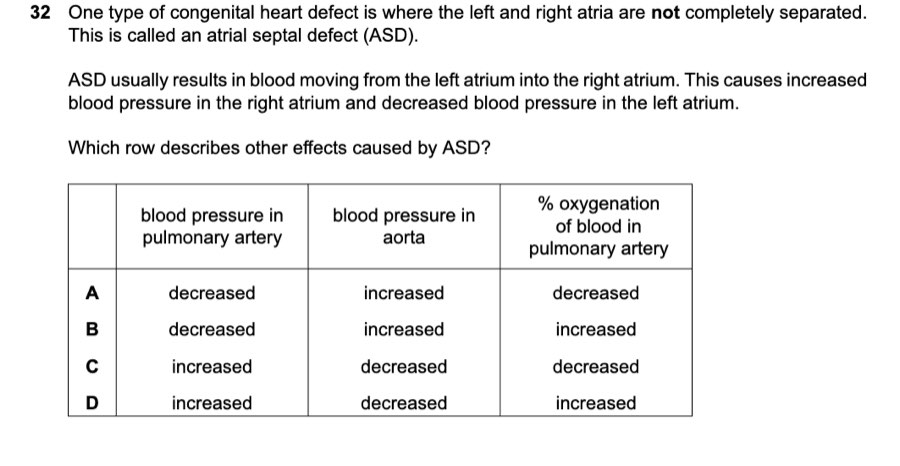 32 One type of congenital heart defect is where the left and right atria are not completely separated.
This is called an atrial septal defect (ASD).
ASD usually results in blood moving from the left atrium into the right atrium. This causes increased
blood pressure in the right atrium and decreased blood pressure in the left atrium.
Which row describes other effects caused by ASD?
blood pressure in
pulmonary artery
blood pressure in
aorta
% oxygenation
of blood in
pulmonary artery
A decreased increased decreased
B decreased increased increased
C increased decreased decreased
D increased decreased increased